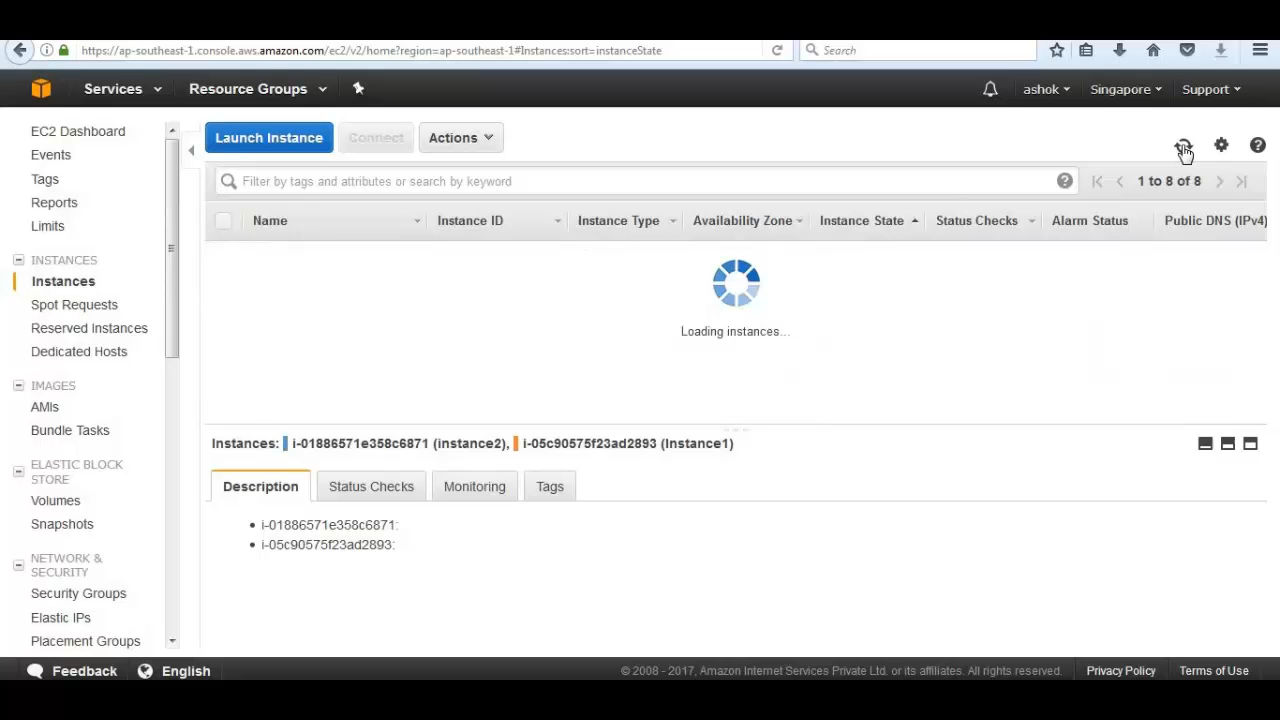 https://ap-southeast-1.console.aws.amazon.com/ec2/v2/home?region=ap-southeast-1#Instances:sort=instanceState
Search
Services
Resource Groups
ashok
Singapore
Support
EC2 Dashboard
Events
Tags
Reports
Limits
INSTANCES
Instances
Spot Requests
Reserved Instances
Dedicated Hosts
IMAGES
AMIs
Bundle Tasks
ELASTIC BLOCK
STORE
Volumes
Snapshots
NETWORK &
SECURITY
Security Groups
Elastic IPs
Placement Groups
Launch Instance Connect Actions
Filter by tags and attributes or search by keyword
1 to 8 of 8
Name Instance ID Instance Type Availability Zone Instance State Status Checks Alarm Status Public DNS (IPv4)
Loading instances...
Instances: i-01886571e358c6871 (instance2), i-05c90575f23ad2893 (Instance1)
Description Status Checks Monitoring Tags
• i-01886571e358c6871:
• i-05c90575f23ad2893:
Feedback
English
© 2008 - 2017, Amazon Internet Services Private Ltd. or its affiliates. All rights reserved.
Privacy Policy
Terms of Use